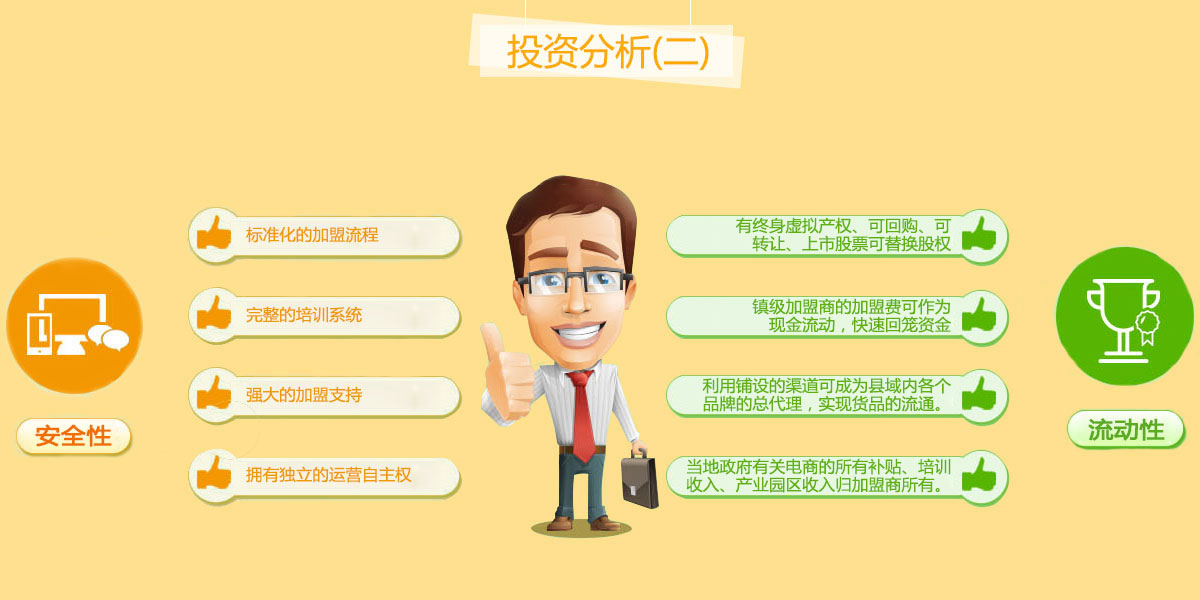 投资分析(二)
安全性
标准化的加盟流程
完整的培训系统
强大的加盟支持
拥有独立的运营自主权
有终身虚拟产权、可回购、可
转让、上市股票可替换股权
镇级加盟商的加盟费可作为
现金流动，快速回笼资金
利用铺设的渠道可成为县域内各个
品牌的总代理，实现货品的流通。
当地政府有关电商的所有补贴、培训
收入、产业园区收入归加盟商所有。
流动性